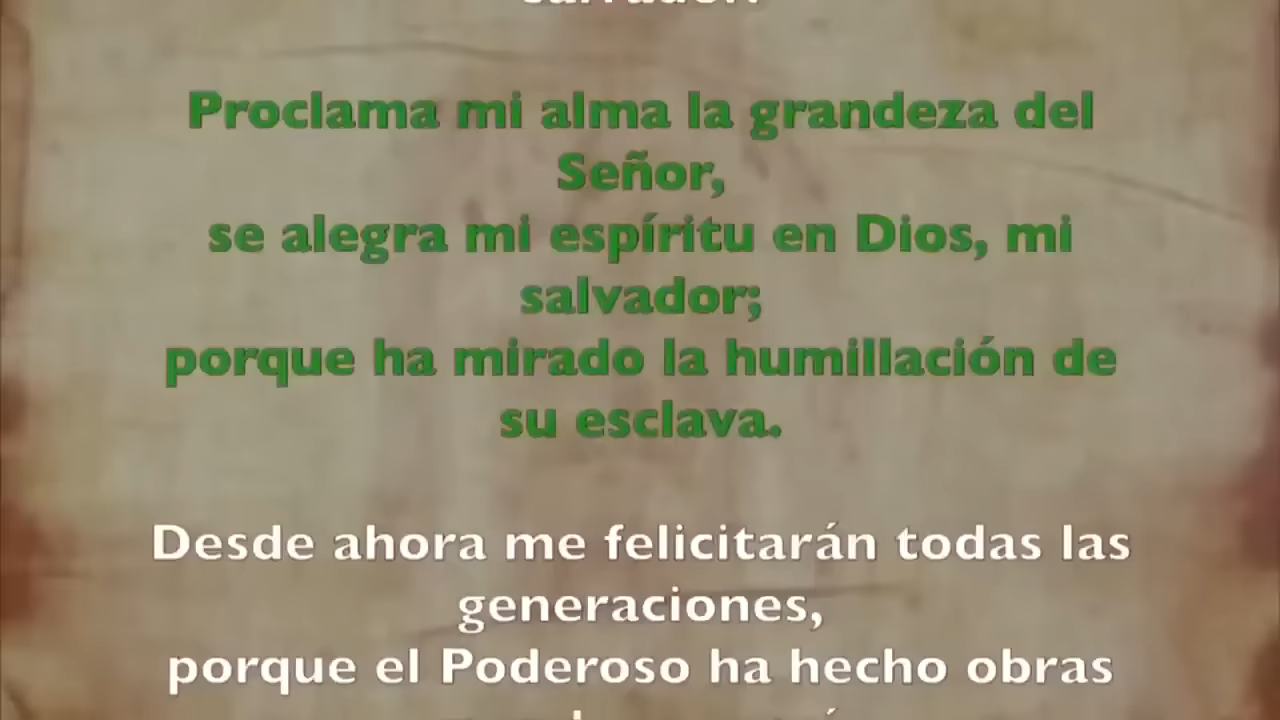 Proclama mi alma la grandeza del
Señor,
se alegra mi espíritu en Dios, mi
salvador;
porque ha mirado la humillación de
su esclava.
Desde ahora me felicitarán todas las
generaciones,
porque el Poderoso ha hecho obras